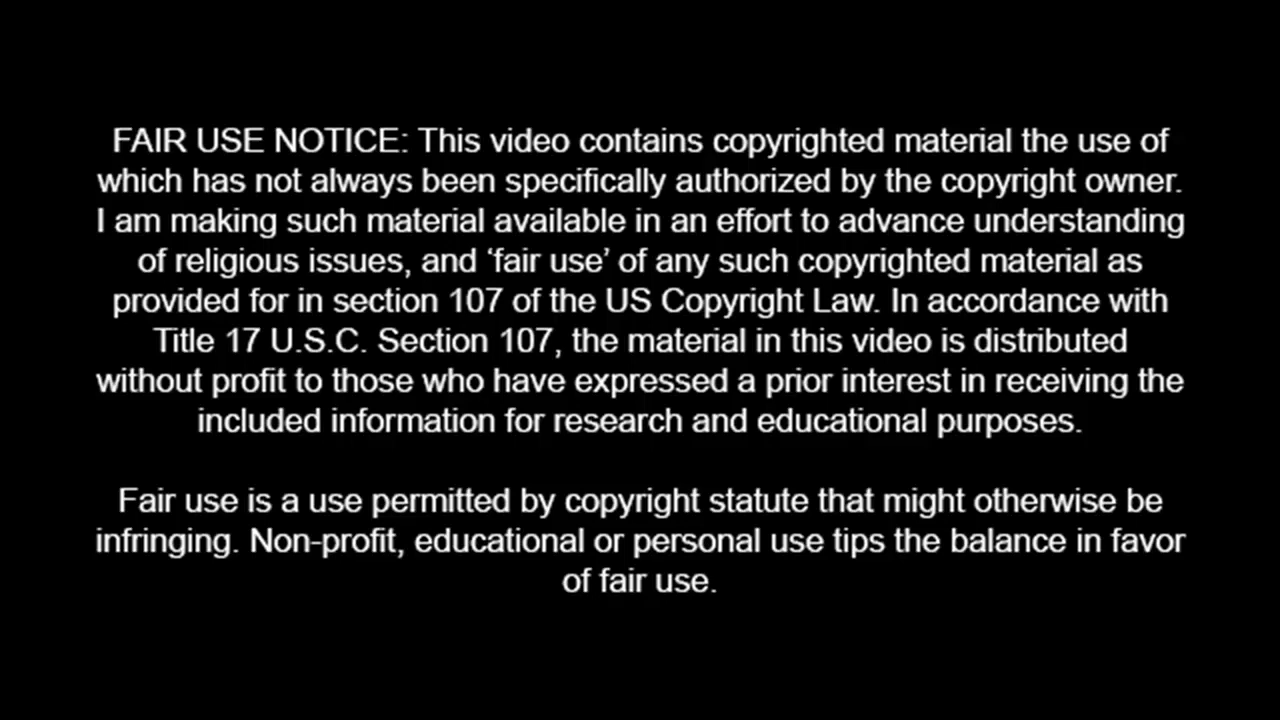 FAIR USE NOTICE: This video contains copyrighted material the use of
which has not always been specifically authorized by the copyright owner.
I am making such material available in an effort to advance understanding
of religious issues, and ‘fair use’ of any such copyrighted material as
provided for in section 107 of the US Copyright Law. In accordance with
Title 17 U.S.C. Section 107, the material in this video is distributed
without profit to those who have expressed a prior interest in receiving the
included information for research and educational purposes.
Fair use is a use permitted by copyright statute that might otherwise be
infringing. Non-profit, educational or personal use tips the balance in favor
of fair use.